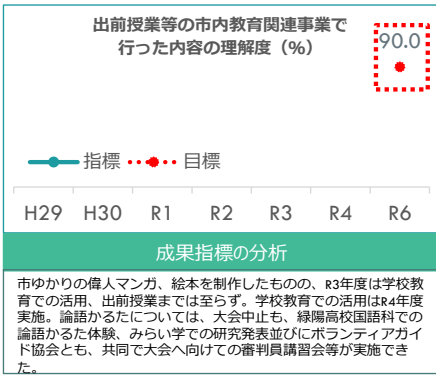 出前授業等の市内教育関連事業で
行った内容の理解度（%）
90.0
指標 目標
H29 H30 R1 R2 R3 R4 R6
成果指標の分析
市ゆかりの偉人マンガ、絵本を制作したものの、R3年度は学校教
育での活用、出前授業までは至らず。学校教育での活用はR4年度
実施。論語かるたについては、大会中止も、緑陽高校国語科での
論語かるた体験、みらい学での研究発表並びにボランティアガイ
ド協会とも、共同で大会へ向けての審判員講習会等が実施でき
た。